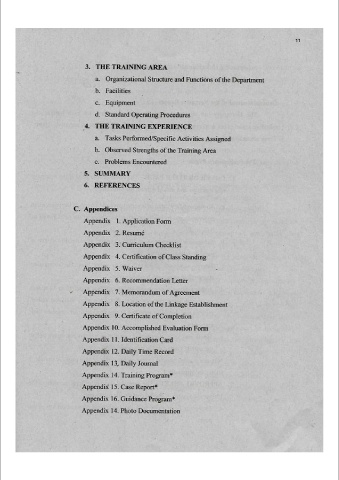 11
3. THE TRAINING AREA
a. Organizational Structure and Functions of the Department
b. Facilities
c. Equipment
d. Standard Operating Procedures
4. THE TRAINING EXPERIENCE
a. Tasks Performed/Specific Activities Assigned
b. Observed Strengths of the Training Area
c. Problems Encountered
5. SUMMARY
6. REFERENCES
C. Appendices
Appendix 1. Application Form
Appendix 2. Resumé
Appendix 3. Curriculum Checklist
Appendix 4. Certification of Class Standing
Appendix 5. Waiver
Appendix 6. Recommendation Letter
Appendix 7. Memorandum of Agreement
Appendix 8. Location of the Linkage Establishment
Appendix 9. Certificate of Completion
Appendix 10. Accomplished Evaluation Form
Appendix 11. Identification Card
Appendix 12. Daily Time Record
Appendix 13. Daily Journal
Appendix 14. Training Program*
Appendix 15. Case Report*
Appendix 16. Guidance Program*
Appendix 14. Photo Documentation